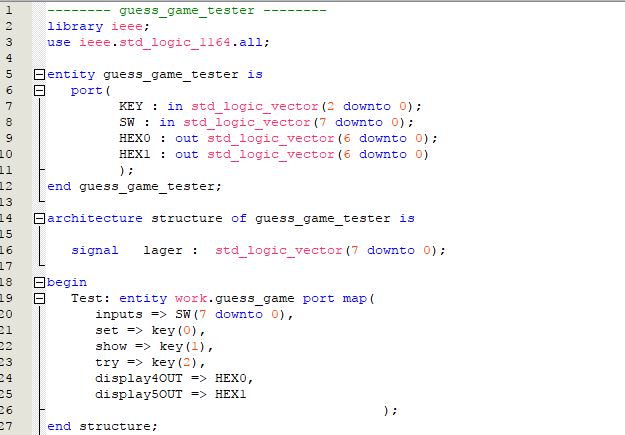 1 -------- guess_game_tester --------
2 library ieee;
3 use ieee.std_logic_1164.all;
4
5 entity guess_game_tester is
6 port(
7 KEY : in std_logic_vector(2 downto 0);
8 SW : in std_logic_vector(7 downto 0);
9 HEX0 : out std_logic_vector(6 downto 0);
10 HEX1 : out std_logic_vector(6 downto 0)
11 );
12 end guess_game_tester;
13
14 architecture structure of guess_game_tester is
15
16 signal lager : std_logic_vector(7 downto 0);
17
18 begin
19 Test: entity work.guess_game port map(
20 inputs => SW(7 downto 0),
21 set => key(0),
22 show => key(1),
23 try => key(2),
24 display4OUT => HEX0,
25 display5OUT => HEX1
26 );
27 end structure;